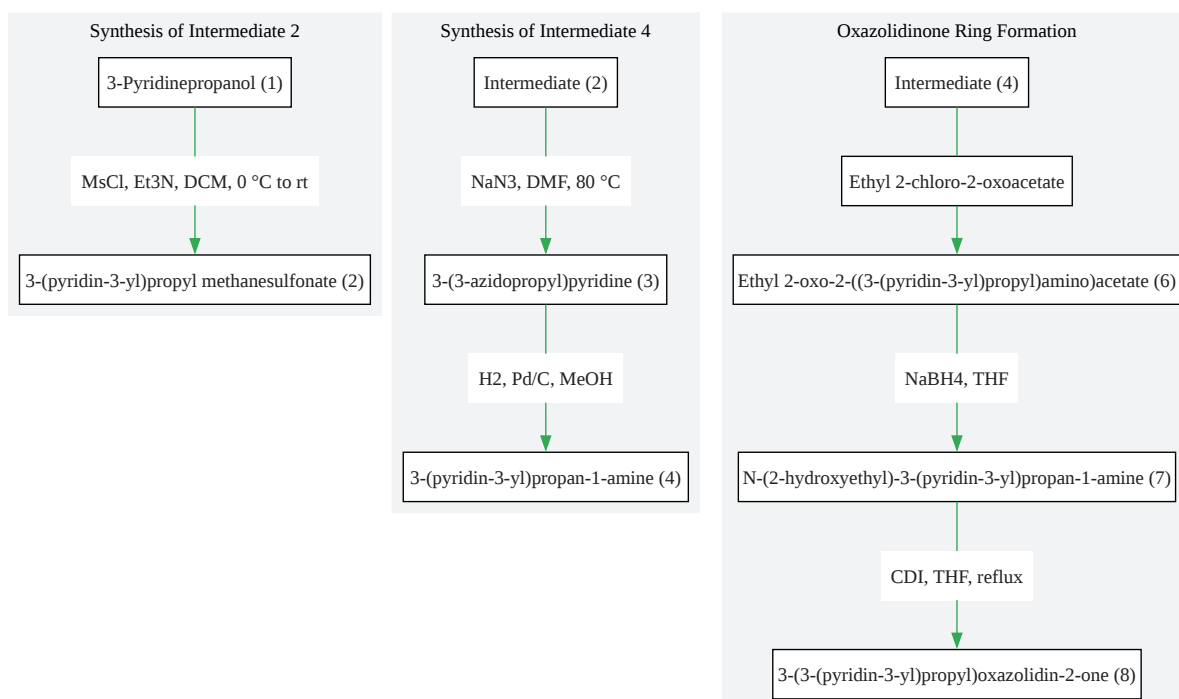 Synthesis of Intermediate 2
3-Pyridinepropanol (1)
MsCl, Et3N, DCM, 0 °C to rt
3-(pyridin-3-yl)propyl methanesulfonate (2)
Synthesis of Intermediate 4
Intermediate (2)
NaN3, DMF, 80 °C
3-(3-azidopropyl)pyridine (3)
H2, Pd/C, MeOH
3-(pyridin-3-yl)propan-1-amine (4)
Oxazolidinone Ring Formation
Intermediate (4)
Ethyl 2-chloro-2-oxoacetate
Ethyl 2-oxo-2-((3-(pyridin-3-yl)propyl)amino)acetate (6)
NaBH4, THF
N-(2-hydroxyethyl)-3-(pyridin-3-yl)propan-1-amine (7)
CDI, THF, reflux
3-(3-(pyridin-3-yl)propyl)oxazolidin-2-one (8)